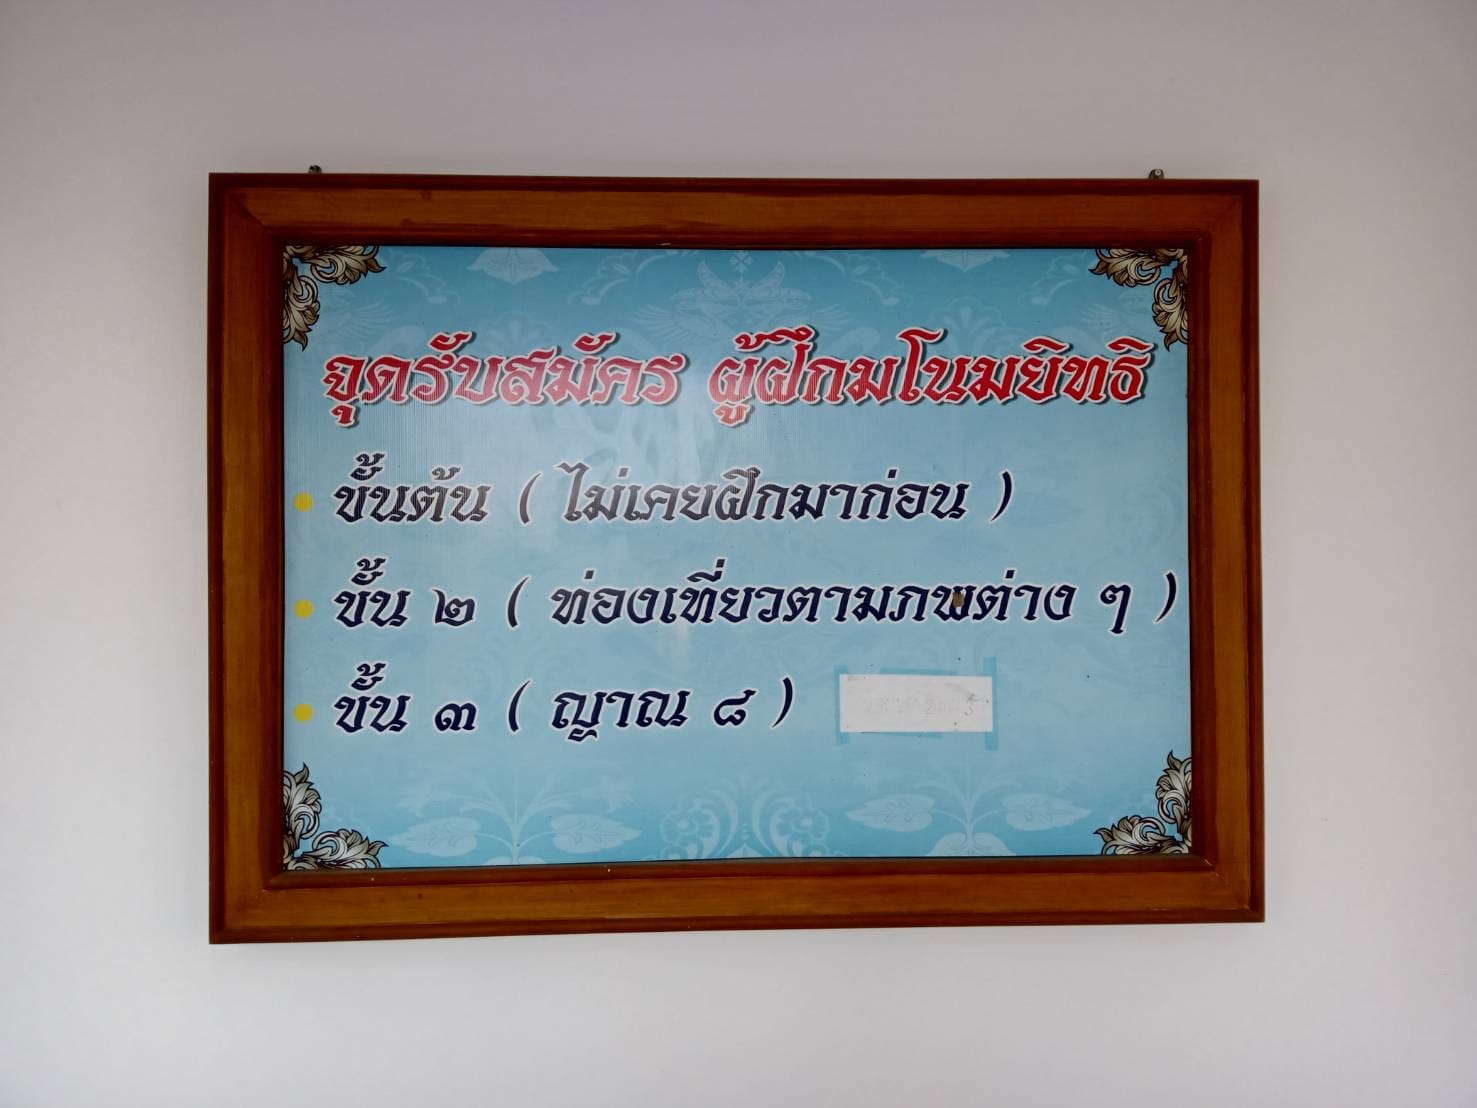 จุดรับสมัคร ผู้ฝึกมโนมยิทธิ
ขั้นต้น ( ไม่เคยฝึกมาก่อน )
ขั้น ๒ ( ท่องเที่ยวตามภพต่าง ๆ )
ขั้น ๓ ( ญาณ ๘ )